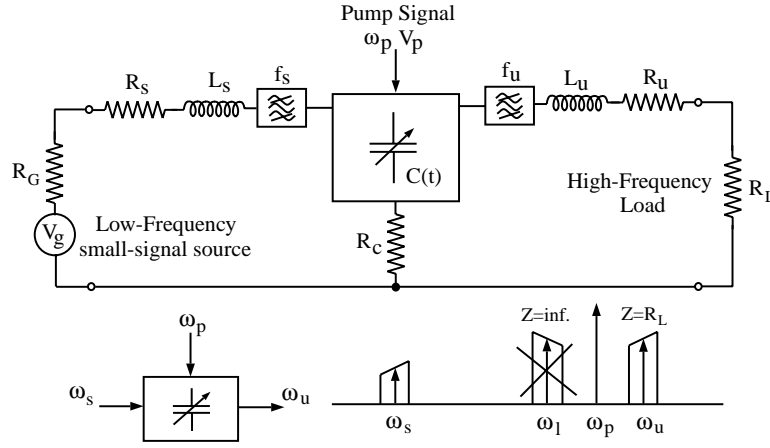 Pump Signal
ωp Vp
Rs
Ls
fs
fu
Lu
Ru
RG
C(t)
High-Frequency
Load
RL
Vg
Low-Frequency
small-signal source
Rc
ωp
Z=inf.
Z=RL
ωs
ωu
ωs
ωl
ωp
ωu